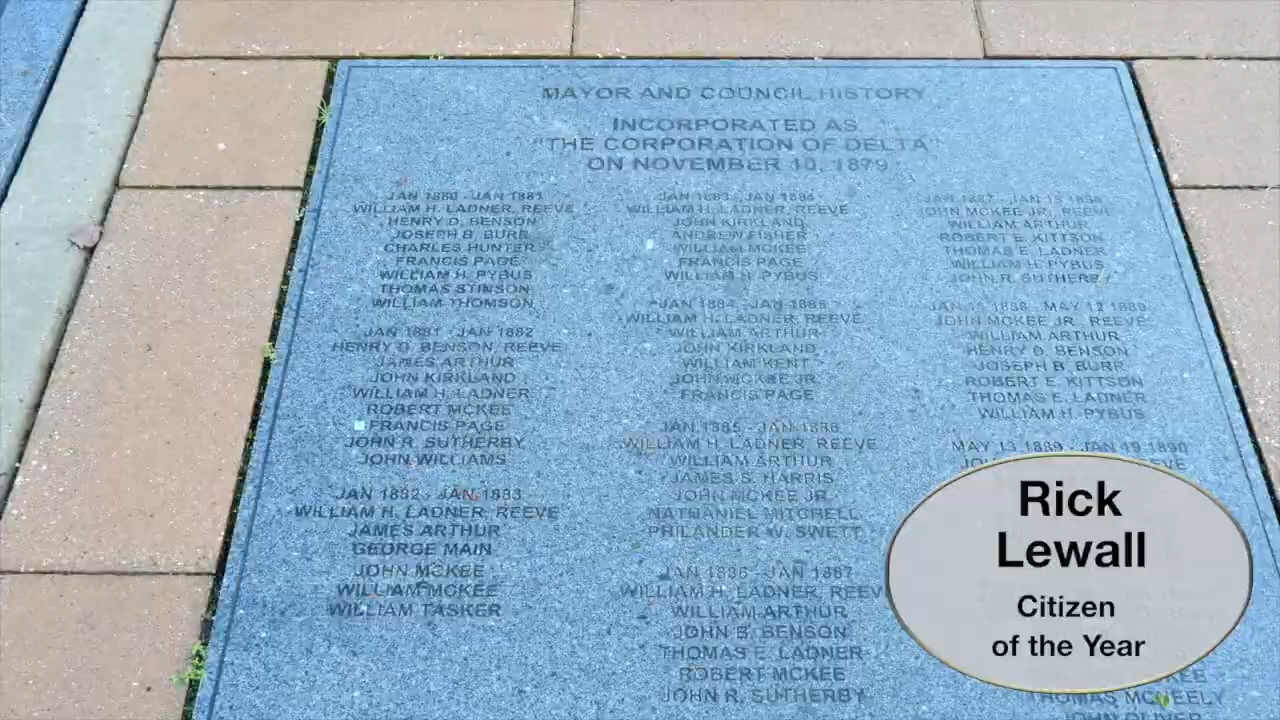 MAYOR AND COUNCIL HISTORY
INCORPORATED AS
"THE CORPORATION OF DELTA"
ON NOVEMBER 10, 1879
JAN 1880 - JAN 1881
WILLIAM H. LADNER, REEVE
HENRY D. BENSON
JOSEPH B. BURR
CHARLES HUNTER
FRANCIS PAGE
WILLIAM H. PYBUS
THOMAS STINSON
WILLIAM THOMSON
JAN 1881 - JAN 1882
HENRY D. BENSON, REEVE
JAMES ARTHUR
JOHN KIRKLAND
WILLIAM H. LADNER
ROBERT MCKEE
FRANCIS PAGE
JOHN R. SUTHERBY
JOHN WILLIAMS
JAN 1882 - JAN 1883
WILLIAM H. LADNER, REEVE
JAMES ARTHUR
GEORGE MAIN
JOHN MCKEE
WILLIAM MCKEE
WILLIAM TASKER
JAN 1883 - JAN 1884
WILLIAM H. LADNER, REEVE
JOHN KIRKLAND
ANDREW FISHER
WILLIAM MCKEE
FRANCIS PAGE
WILLIAM H. PYBUS
JAN 1884 - JAN 1885
WILLIAM H. LADNER, REEVE
WILLIAM ARTHUR
JOHN KIRKLAND
WILLIAM KENT
JOHN MCKEE JR.
FRANCIS PAGE
JAN 1885 - JAN 1886
WILLIAM H. LADNER, REEVE
WILLIAM ARTHUR
JAMES S. HARRIS
JOHN MCKEE JR.
NATHANIEL MITCHELL
PHILANDER W. SWETT
JAN 1886 - JAN 1887
WILLIAM H. LADNER, REEV
WILLIAM ARTHUR
JOHN B. BENSON
THOMAS E. LADNER
ROBERT MCKEE
JOHN R. SUTHERBY
JAN 1887 - JAN 1888
JOHN MCKEE JR., REEVE
WILLIAM ARTHUR
ROBERT E. KITTSON
THOMAS E. LADNER
WILLIAM H. PYBUS
JOHN R. SUTHERBY
JAN 1888 - MAY 12 1889
JOHN MCKEE JR., REEVE
WILLIAM ARTHUR
HENRY D. BENSON
JOSEPH B. BURR
ROBERT E. KITTSON
THOMAS E. LADNER
WILLIAM H. PYBUS
MAY 13 1889 - JAN 19 1890
THOMAS MCNEELY
Rick
Lewall
Citizen
of the Year